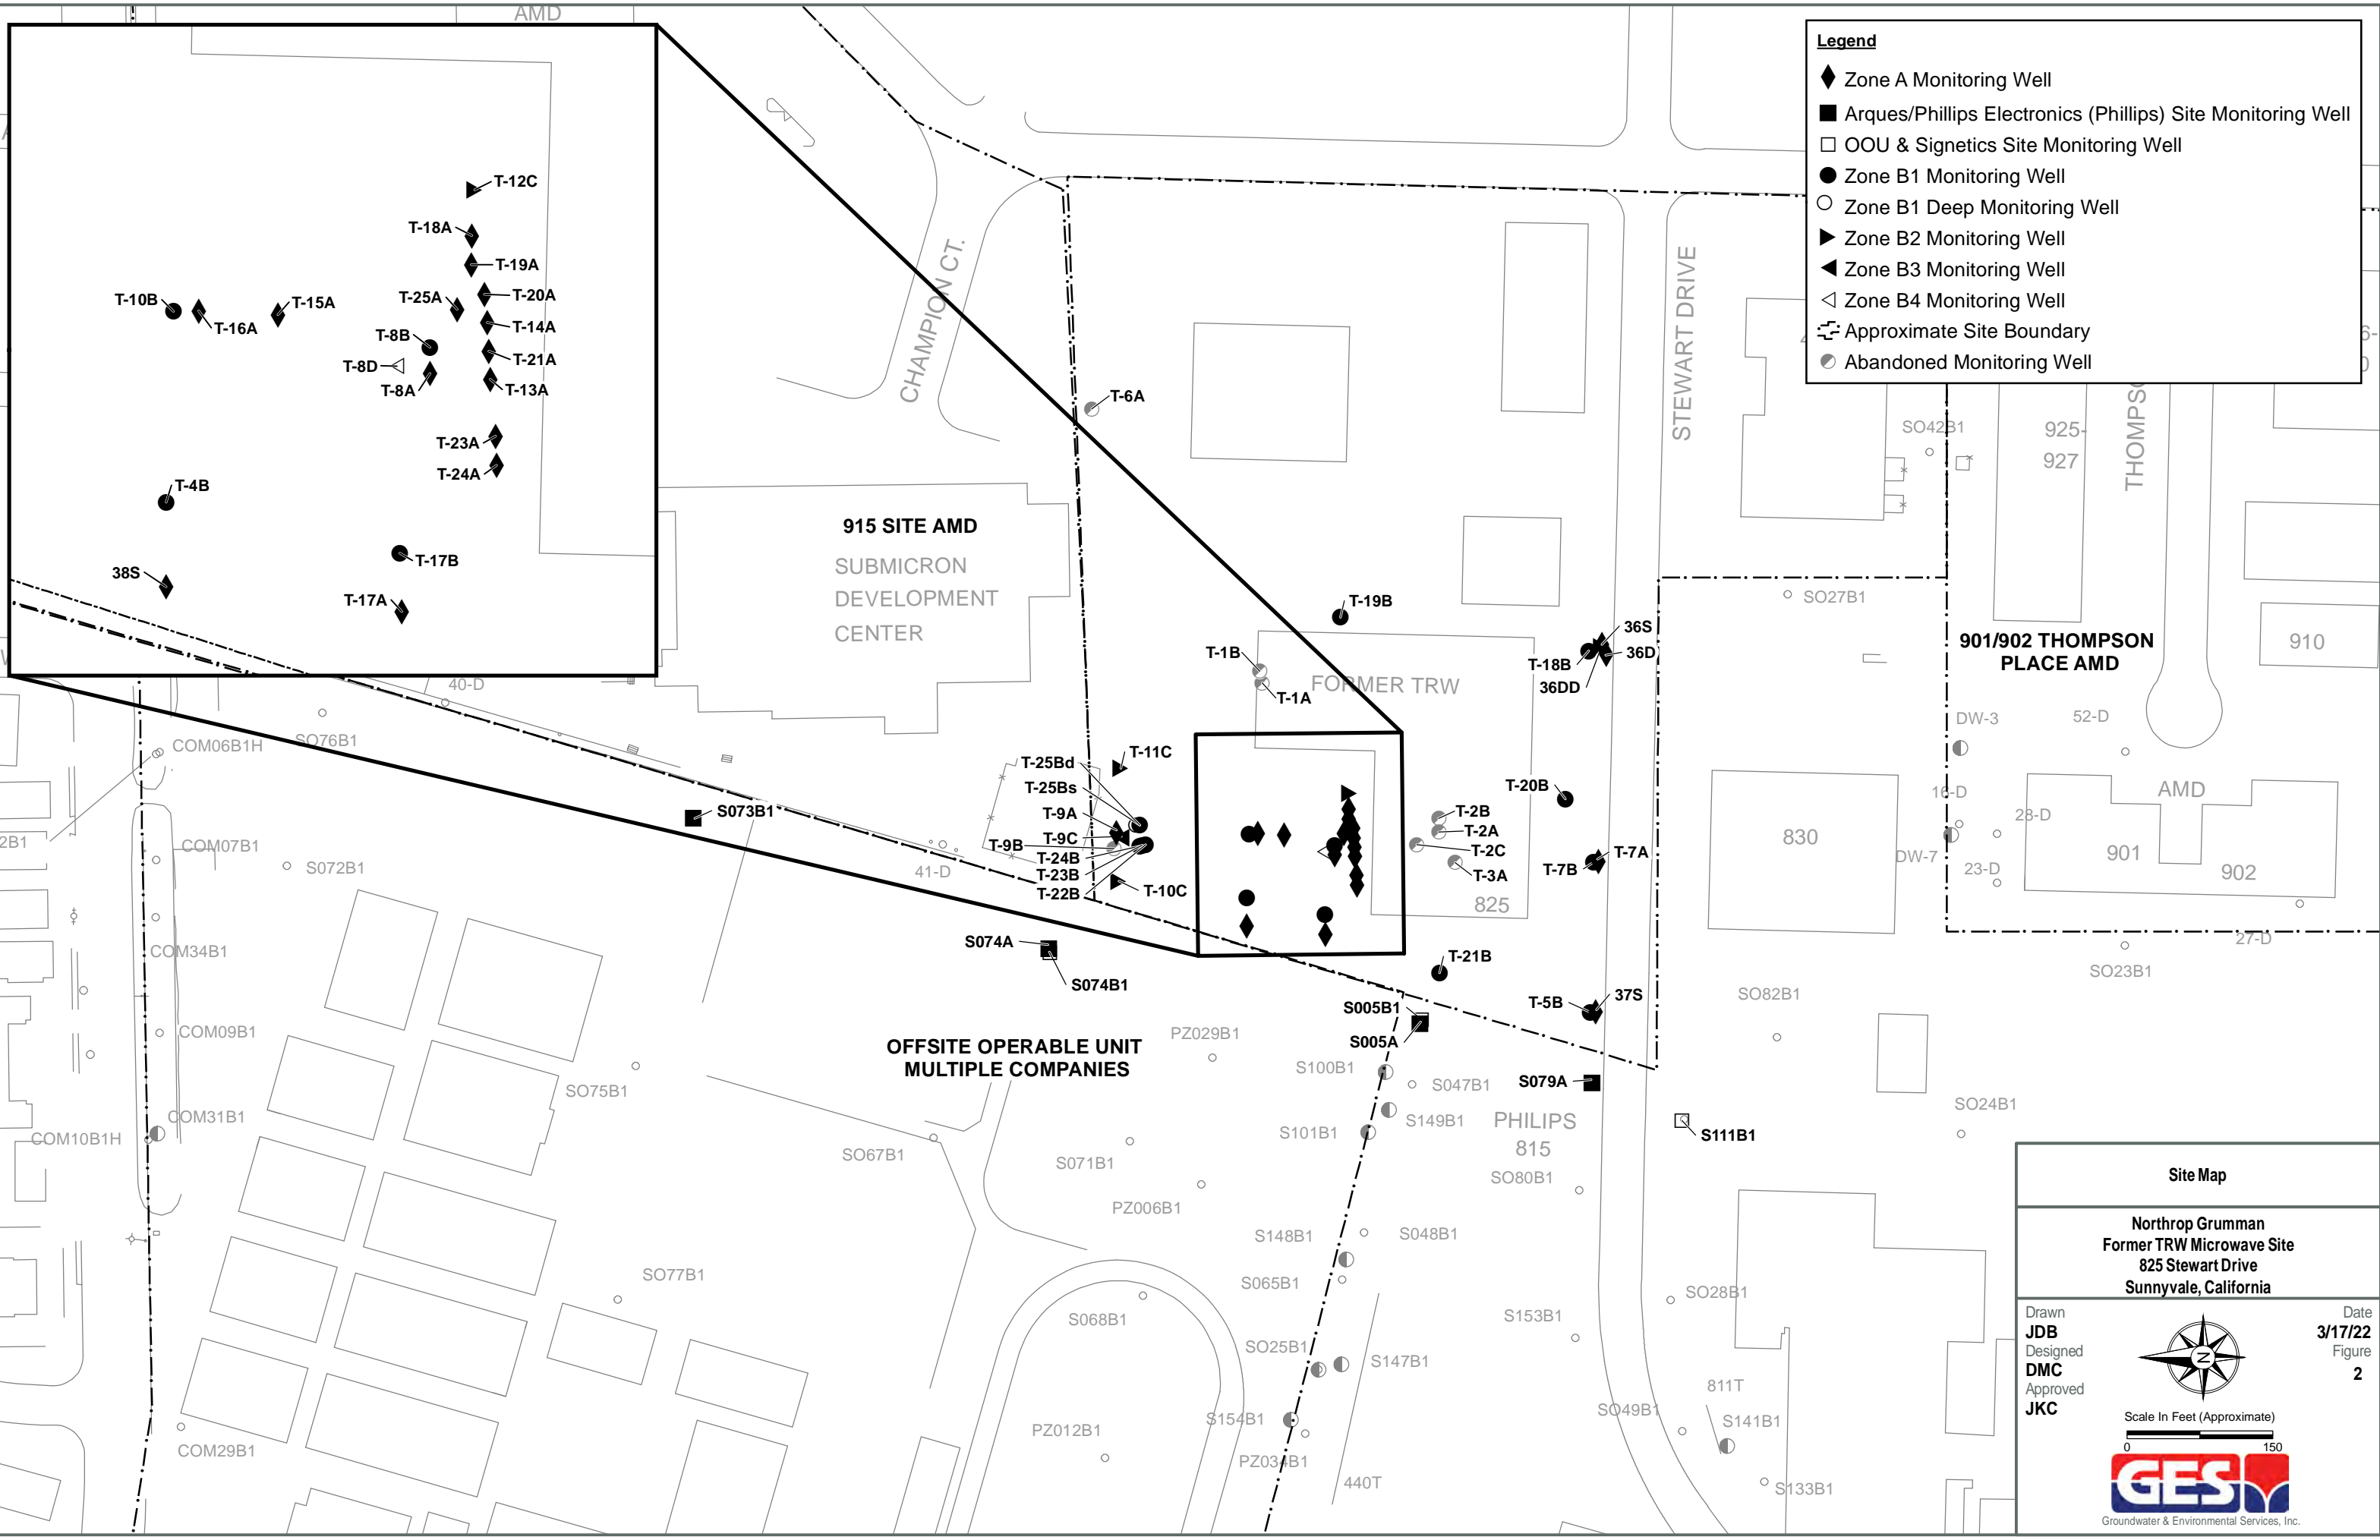 AMD
Legend
Zone A Monitoring Well
Arques/Phillips Electronics (Phillips) Site Monitoring Well
OOU & Signetics Site Monitoring Well
Zone B1 Monitoring Well
Zone B1 Deep Monitoring Well
Zone B2 Monitoring Well
Zone B3 Monitoring Well
Zone B4 Monitoring Well
Approximate Site Boundary
Abandoned Monitoring Well
T-12C
T-18A
T-19A
T-10B
T-16A
T-15A
T-25A
T-20A
T-14A
T-8B
T-21A
T-8D
T-8A
T-13A
T-23A
T-24A
T-4B
T-17B
38S
T-17A
CHAMPION CT.
STEWART DRIVE
T-6A
SO42B1
925-
927
915 SITE AMD
SUBMICRON
DEVELOPMENT
CENTER
T-19B
SO27B1
36S
36D
T-18B
36DD
T-1B
T-1A
FORMER TRW
901/902 THOMPSON
PLACE AMD
910
40-D
COM06B1H
SO76B1
DW-3
52-D
T-11C
T-25Bd
T-25Bs
T-9A
T-9C
T-9B
T-24B
T-23B
T-22B
T-10C
T-20B
T-2B
T-2A
T-2C
T-3A
825
T-7A
T-7B
830
AMD
16-D
28-D
DW-7
23-D
901
902
27-D
S073B1
2B1
COM07B1
S072B1
41-D
COM34B1
S074A
S074B1
T-21B
SO23B1
SO82B1
T-5B
37S
S005B1
S005A
COM09B1
OFFSITE OPERABLE UNIT
MULTIPLE COMPANIES
PZ029B1
S100B1
S047B1
S079A
SO75B1
COM31B1
COM10B1H
S149B1
S101B1
PHILIPS
815
S111B1
SO24B1
SO67B1
S071B1
SO80B1
PZ006B1
S148B1
S048B1
SO77B1
S065B1
S068B1
SO28B1
S153B1
SO25B1
S147B1
811T
SO49B1
S141B1
S154B1
PZ012B1
COM29B1
PZ034B1
440T
S133B1
Site Map
Northrop Grumman
Former TRW Microwave Site
825 Stewart Drive
Sunnyvale, California
Drawn
JDB
Designed
DMC
Approved
JKC
N
Date
3/17/22
Figure
2
Scale In Feet (Approximate)
0 150
GES
Groundwater & Environmental Services, Inc.